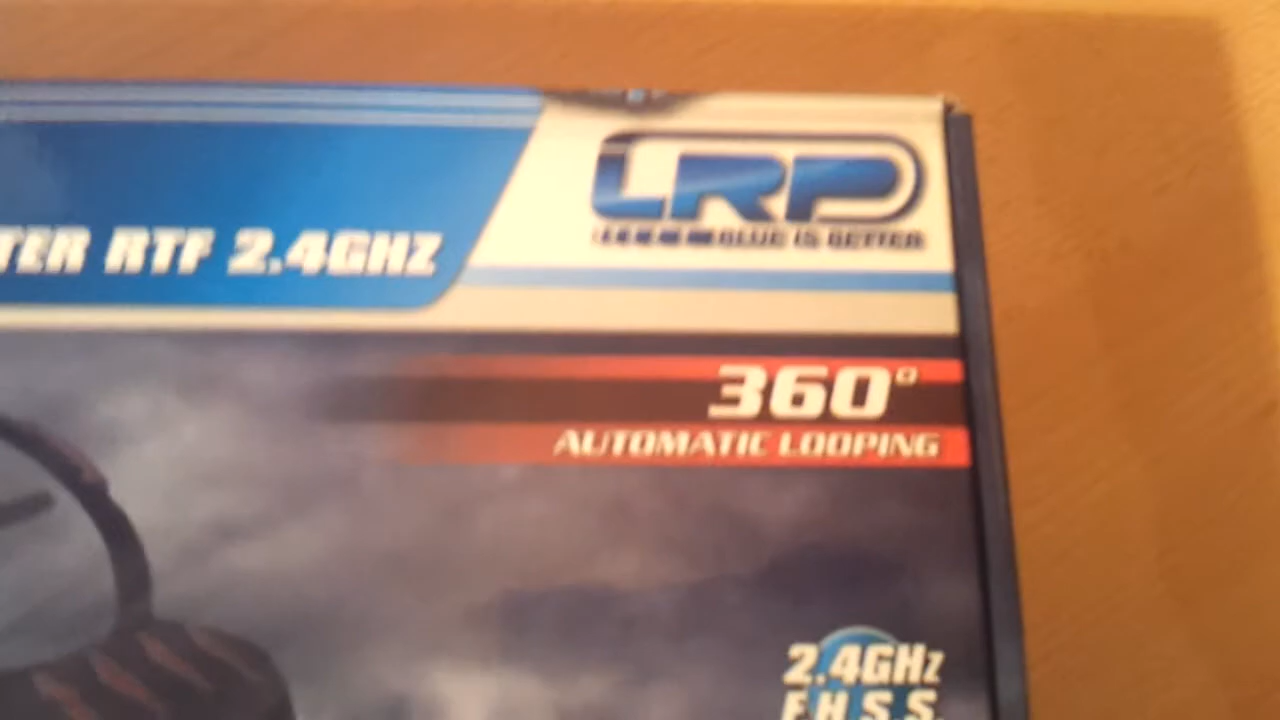 LRP
BLUE IS BETTER
TER RTF 2.4GHZ
360°
AUTOMATIC LOOPING
2.4GHz
F.H.S.S.